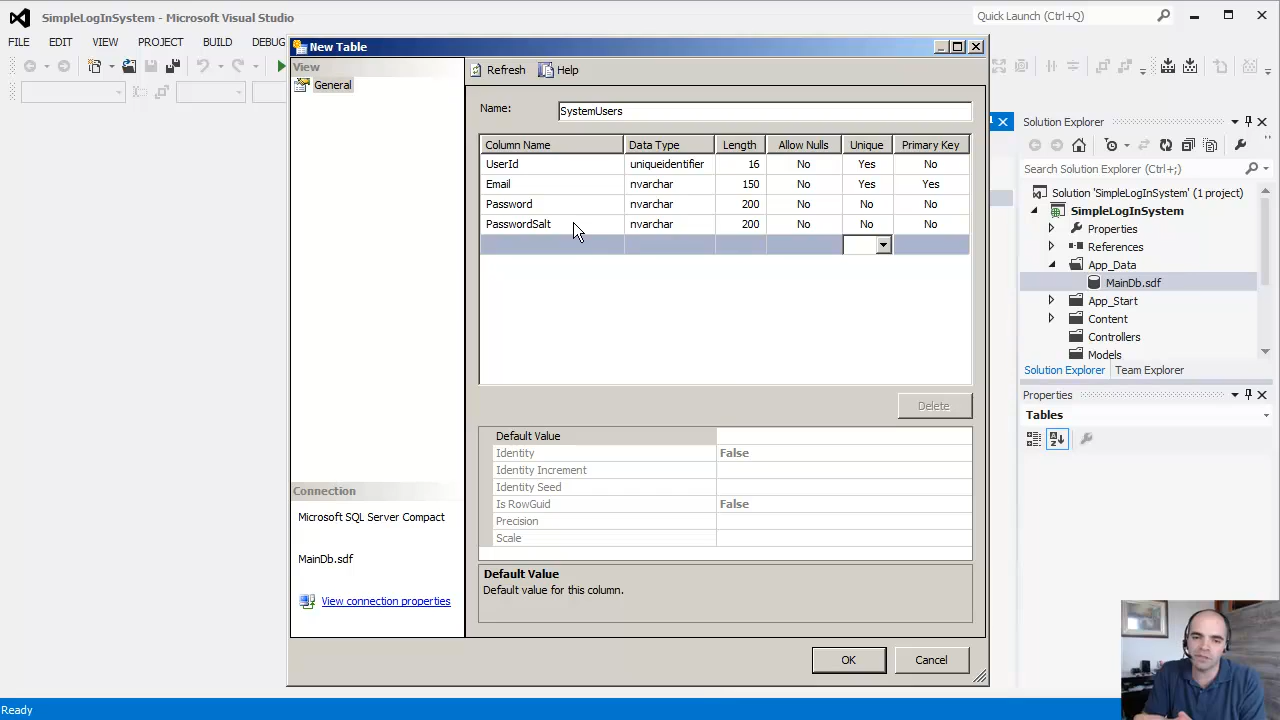 SimpleLogInSystem - Microsoft Visual Studio
Quick Launch (Ctrl+Q)
FILE EDIT VIEW PROJECT BUILD DEBUG
New Table
View
General
Refresh Help
Name: SystemUsers
Column Name Data Type Length Allow Nulls Unique Primary Key
UserId uniqueidentifier 16 No Yes No
Email nvarchar 150 No Yes Yes
Password nvarchar 200 No No No
PasswordSalt nvarchar 200 No No No
Delete
Default Value
Identity False
Identity Increment
Identity Seed
Is RowGuid False
Precision
Scale
Default Value
Default value for this column.
Connection
Microsoft SQL Server Compact
MainDb.sdf
View connection properties
OK Cancel
Solution Explorer
Search Solution Explorer (Ctrl+;)
Solution 'SimpleLogInSystem' (1 project)
SimpleLogInSystem
Properties
References
App_Data
MainDb.sdf
App_Start
Content
Controllers
Models
Solution Explorer Team Explorer
Properties
Tables
Ready